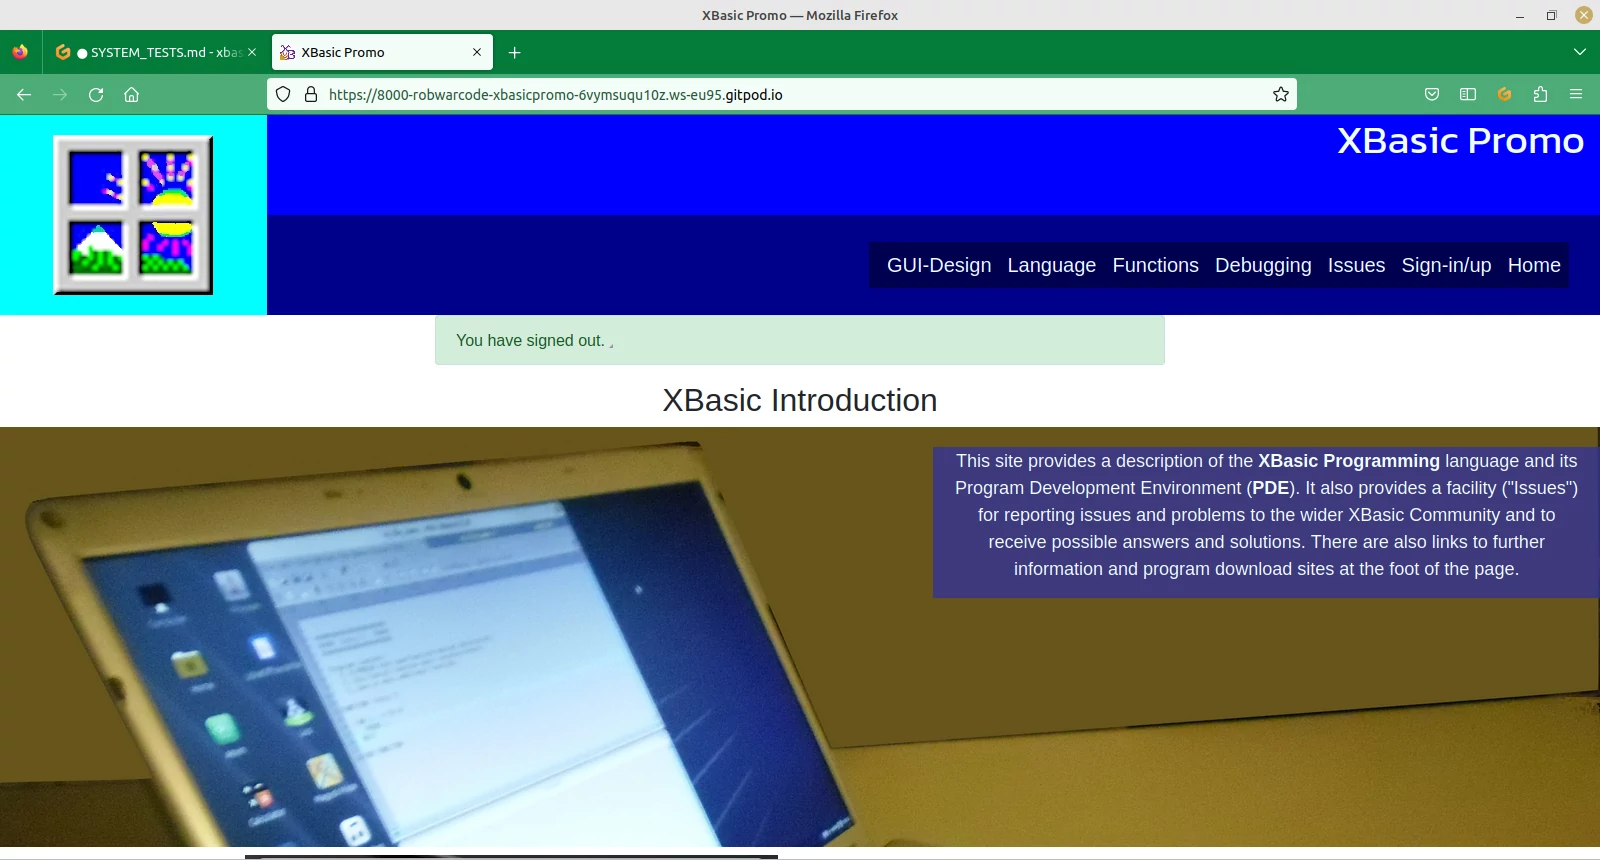 XBasic Promo — Mozilla Firefox
SYSTEM_TESTS.md - xbas
XBasic Promo
https://8000-robwarcode-xbasicpromo-6vymsuqu10z.ws-eu95.gitpod.io
XBasic Promo
GUI-Design Language Functions Debugging Issues Sign-in/up Home
You have signed out.
XBasic Introduction
This site provides a description of the XBasic Programming language and its
Program Development Environment (PDE). It also provides a facility ("Issues")
for reporting issues and problems to the wider XBasic Community and to
receive possible answers and solutions. There are also links to further
information and program download sites at the foot of the page.